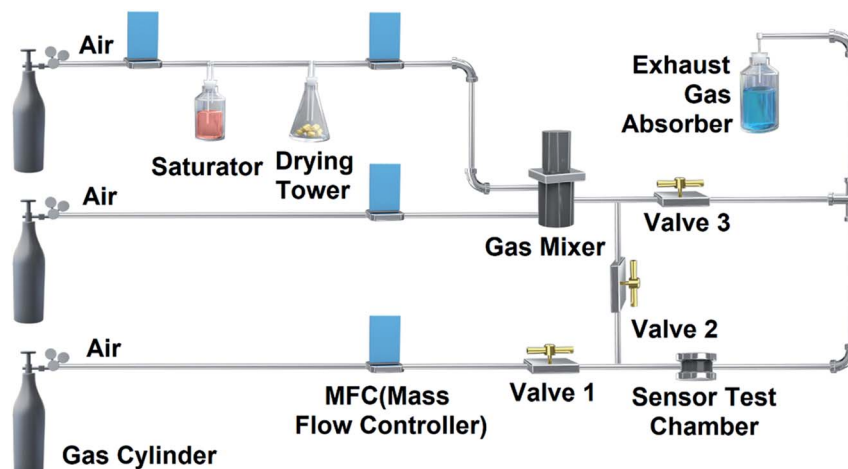 Air
Exhaust
Gas
Absorber
Saturator
Drying
Tower
Air
Gas Mixer
Valve 3
Valve 2
Air
MFC(Mass
Flow Controller)
Valve 1
Sensor Test
Chamber
Gas Cylinder